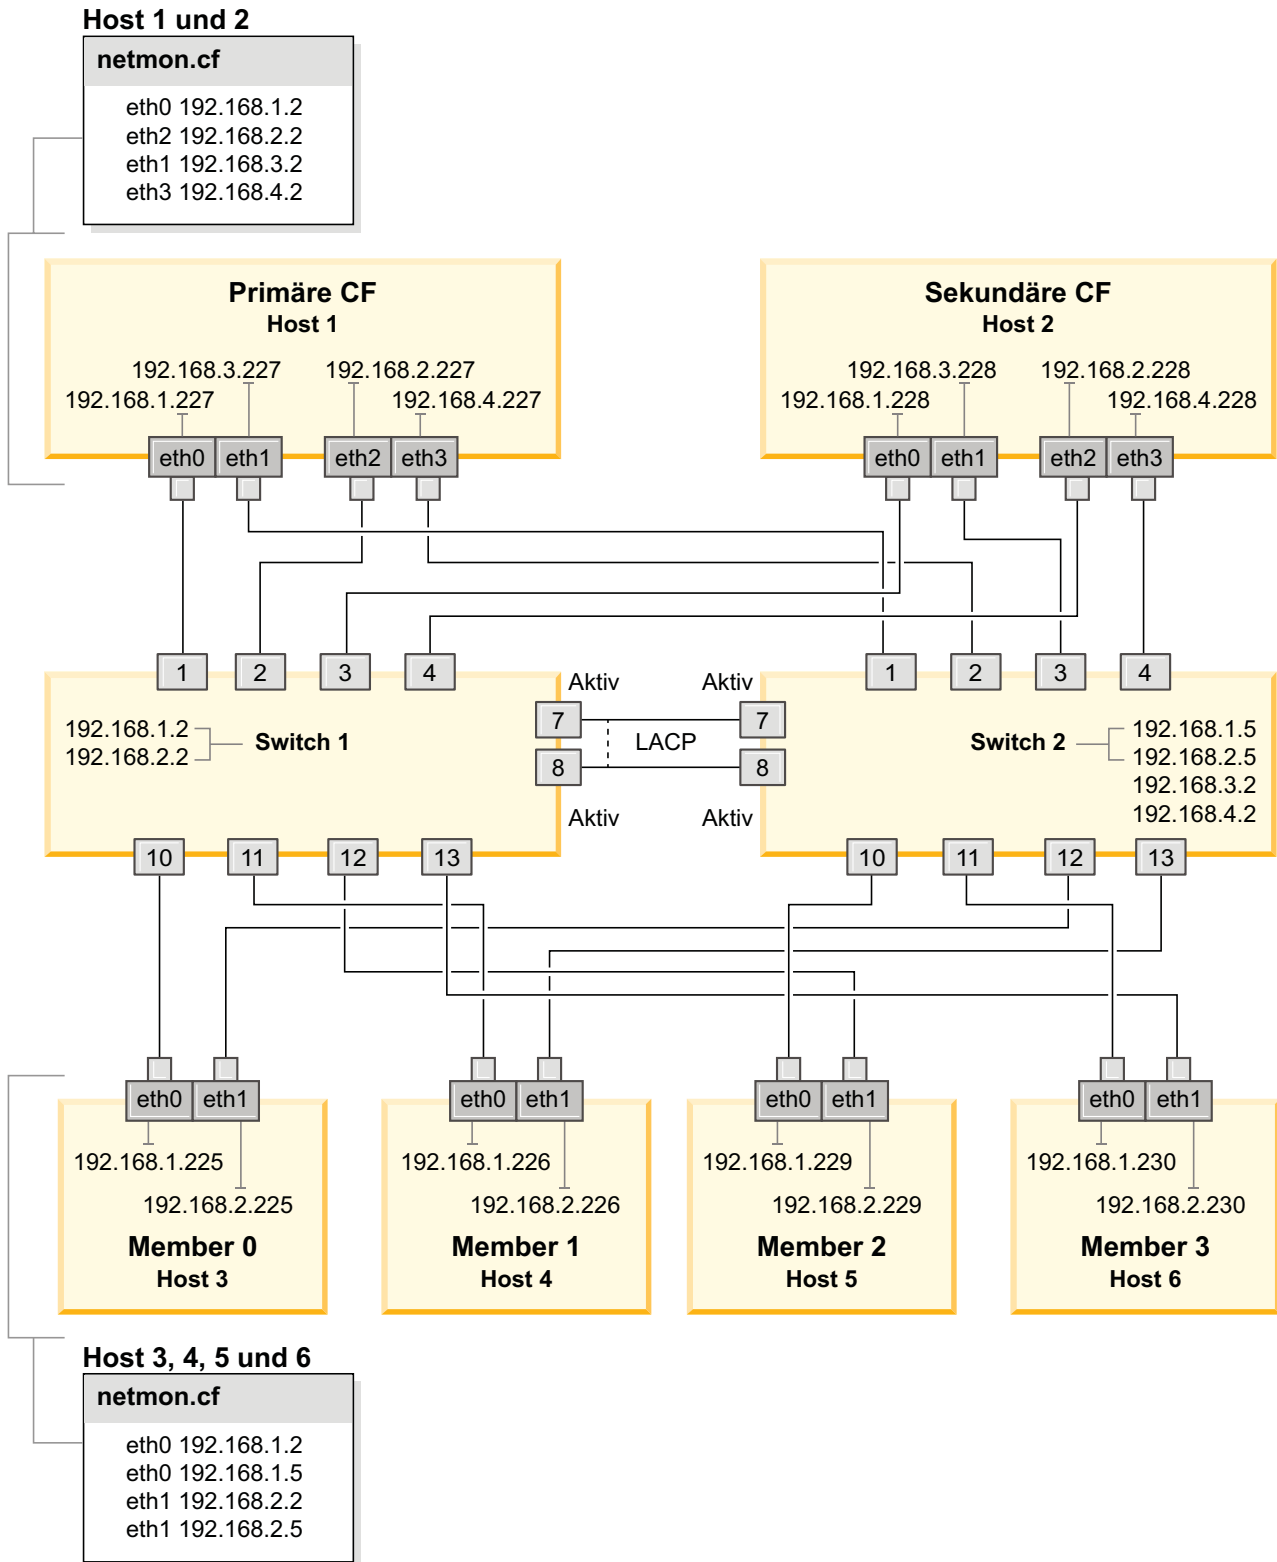 Host 1 und 2
netmon.cf
eth0 192.168.1.2
eth2 192.168.2.2
eth1 192.168.3.2
eth3 192.168.4.2
Primäre CF
Host 1
192.168.3.227
192.168.2.227
192.168.1.227
192.168.4.227
eth0
eth1
eth2
eth3
Sekundäre CF
Host 2
192.168.3.228
192.168.2.228
192.168.1.228
192.168.4.228
eth0
eth1
eth2
eth3
1
2
3
4
1
2
3
4
Aktiv
Aktiv
7
7
192.168.1.2
192.168.2.2
Switch 1
LACP
Switch 2
192.168.1.5
192.168.2.5
192.168.3.2
192.168.4.2
8
8
Aktiv
Aktiv
10
11
12
13
10
11
12
13
eth0
eth1
192.168.1.225
192.168.2.225
Member 0
Host 3
eth0
eth1
192.168.1.226
192.168.2.226
Member 1
Host 4
eth0
eth1
192.168.1.229
192.168.2.229
Member 2
Host 5
eth0
eth1
192.168.1.230
192.168.2.230
Member 3
Host 6
Host 3, 4, 5 und 6
netmon.cf
eth0 192.168.1.2
eth0 192.168.1.5
eth1 192.168.2.2
eth1 192.168.2.5